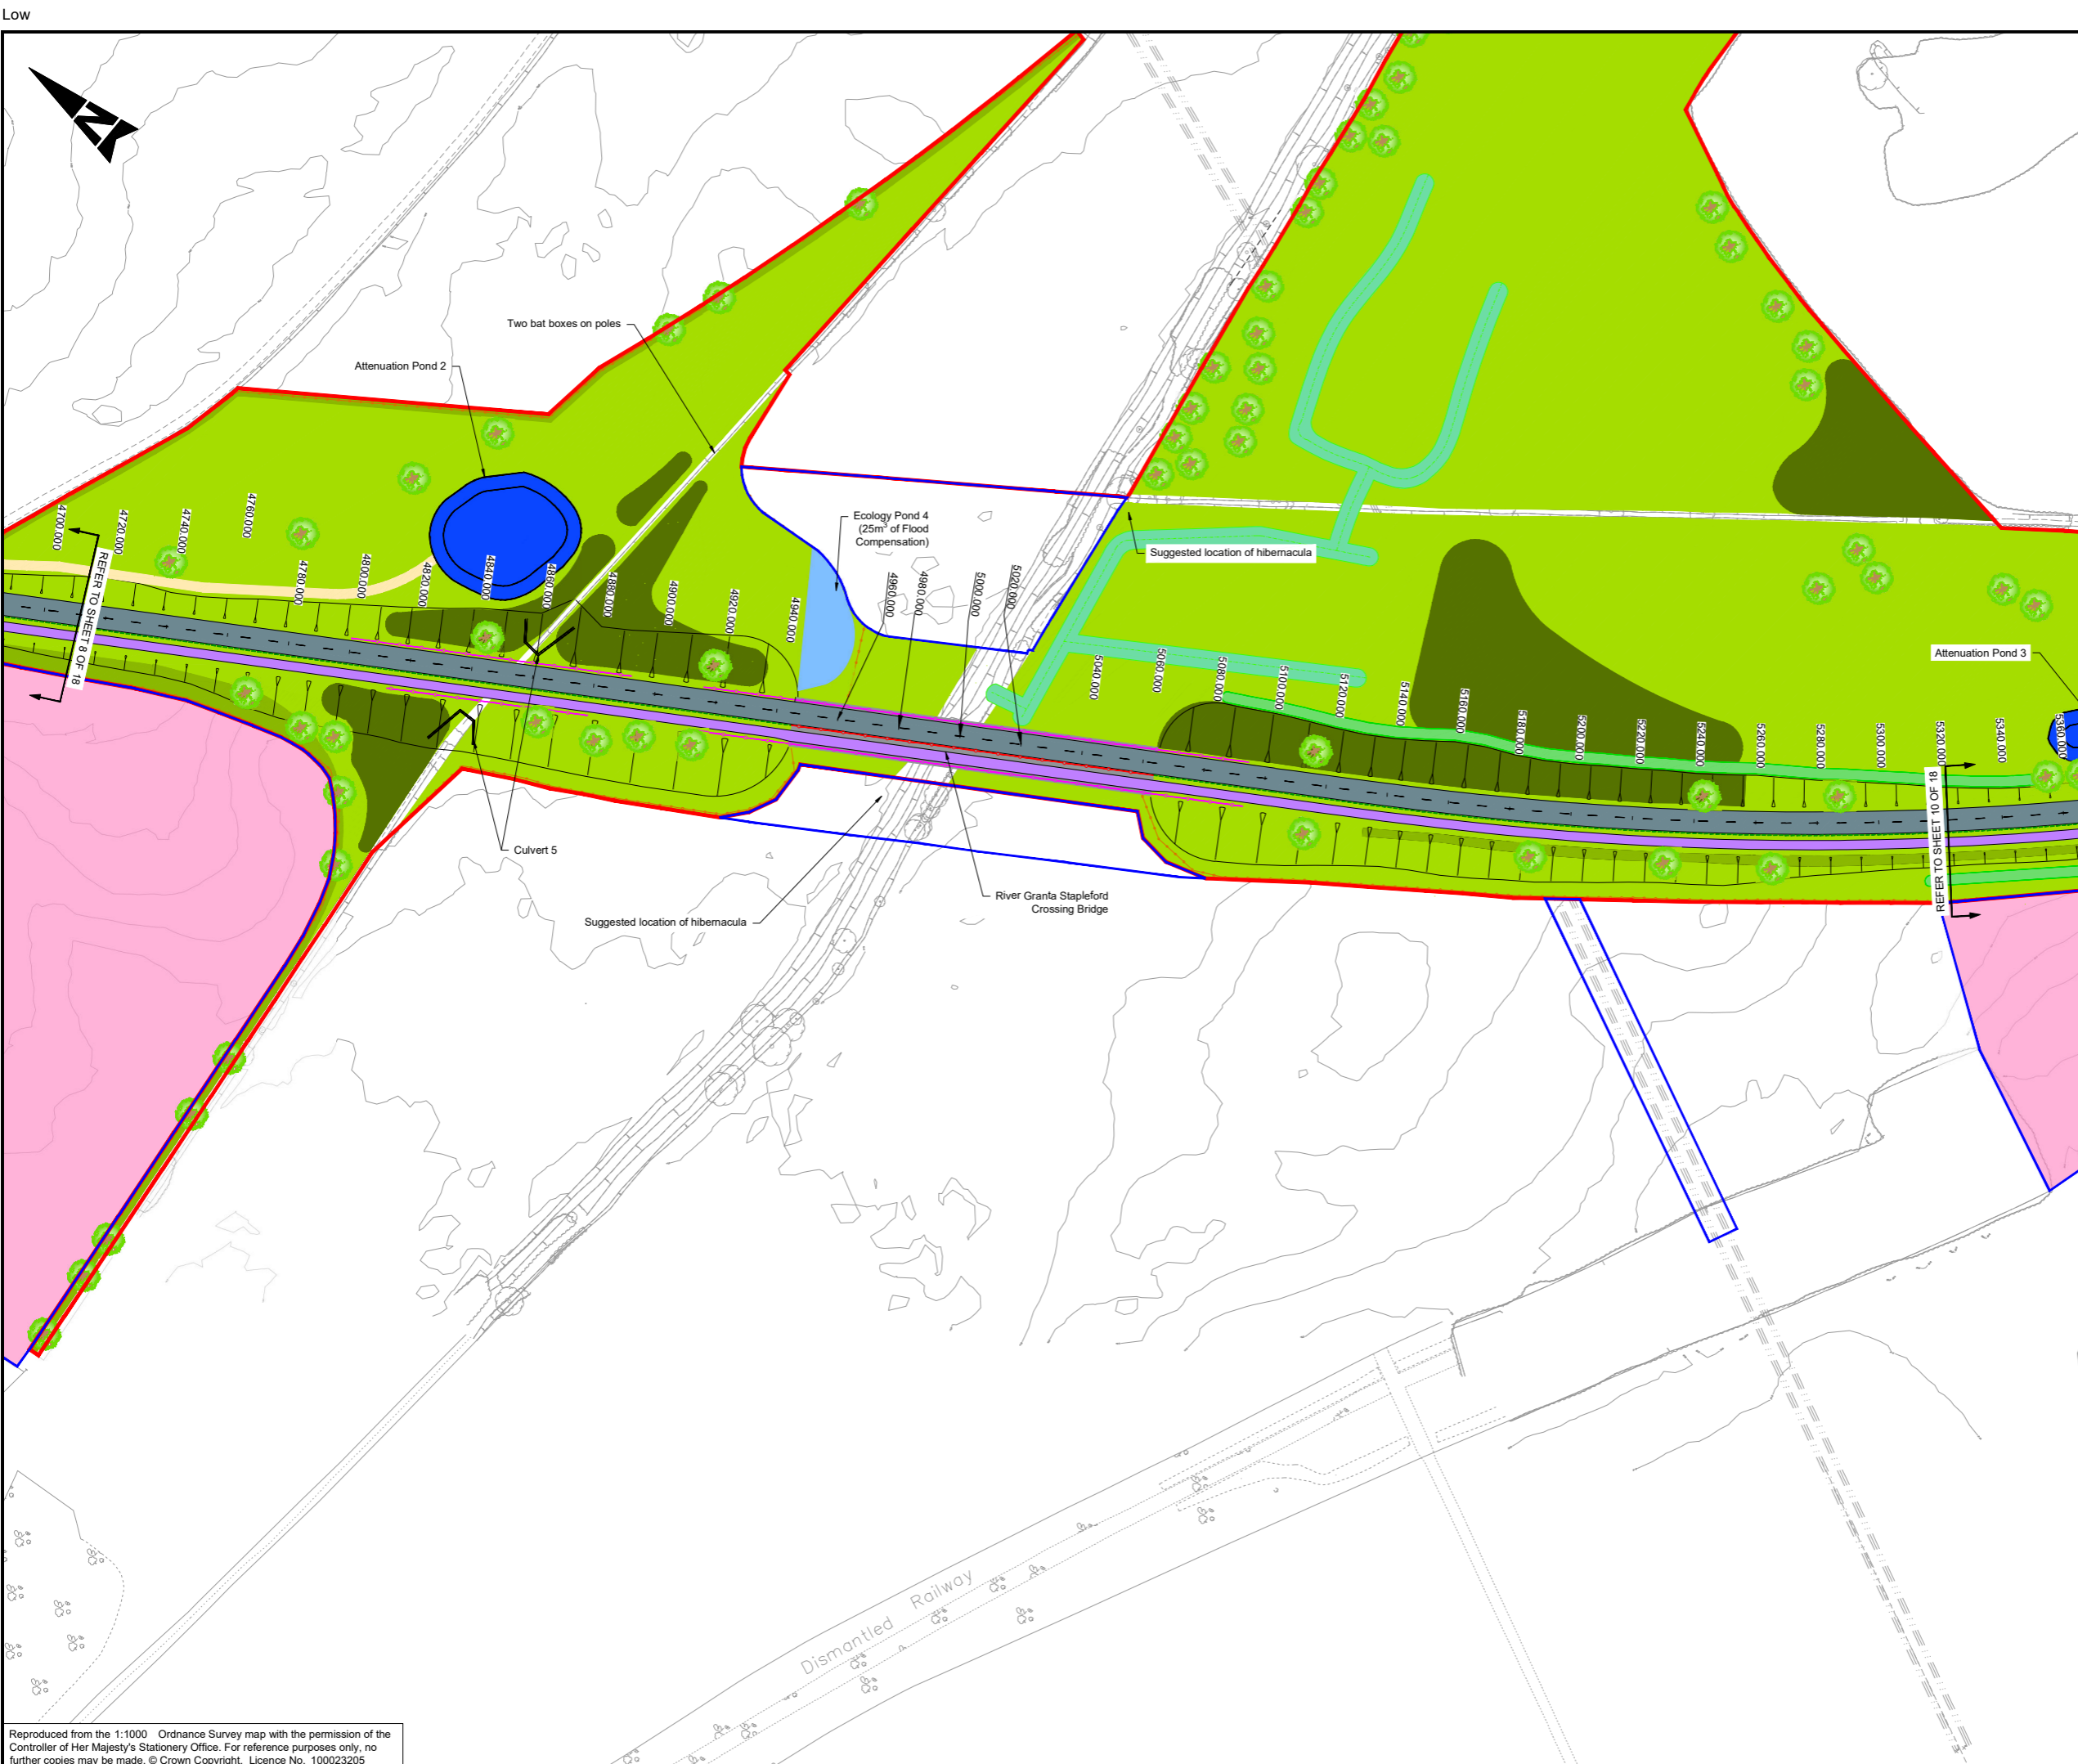 Low
N
Two bat boxes on poles
Attenuation Pond 2
Ecology Pond 4
(25m³ of Flood
Compensation)
Suggested location of hibernacula
Attenuation Pond 3
4700.000
4720.000
4740.000
4760.000
4780.000
4800.000
4820.000
4840.000
4860.000
4880.000
4900.000
4920.000
4940.000
4960.000
4980.000
5000.000
5020.000
5040.000
5060.000
5080.000
5100.000
5120.000
5140.000
5160.000
5180.000
5200.000
5220.000
5240.000
5260.000
5280.000
5300.000
5320.000
5340.000
5360.000
REFER TO SHEET 8 OF 18
REFER TO SHEET 10 OF 18
Culvert 5
River Granta Stapleford
Crossing Bridge
Suggested location of hibernacula
Dismantled Railway
Reproduced from the 1:1000 Ordnance Survey map with the permission of the
Controller of Her Majesty's Stationery Office. For reference purposes only, no
further copies may be made. © Crown Copyright. Licence No. 100023205